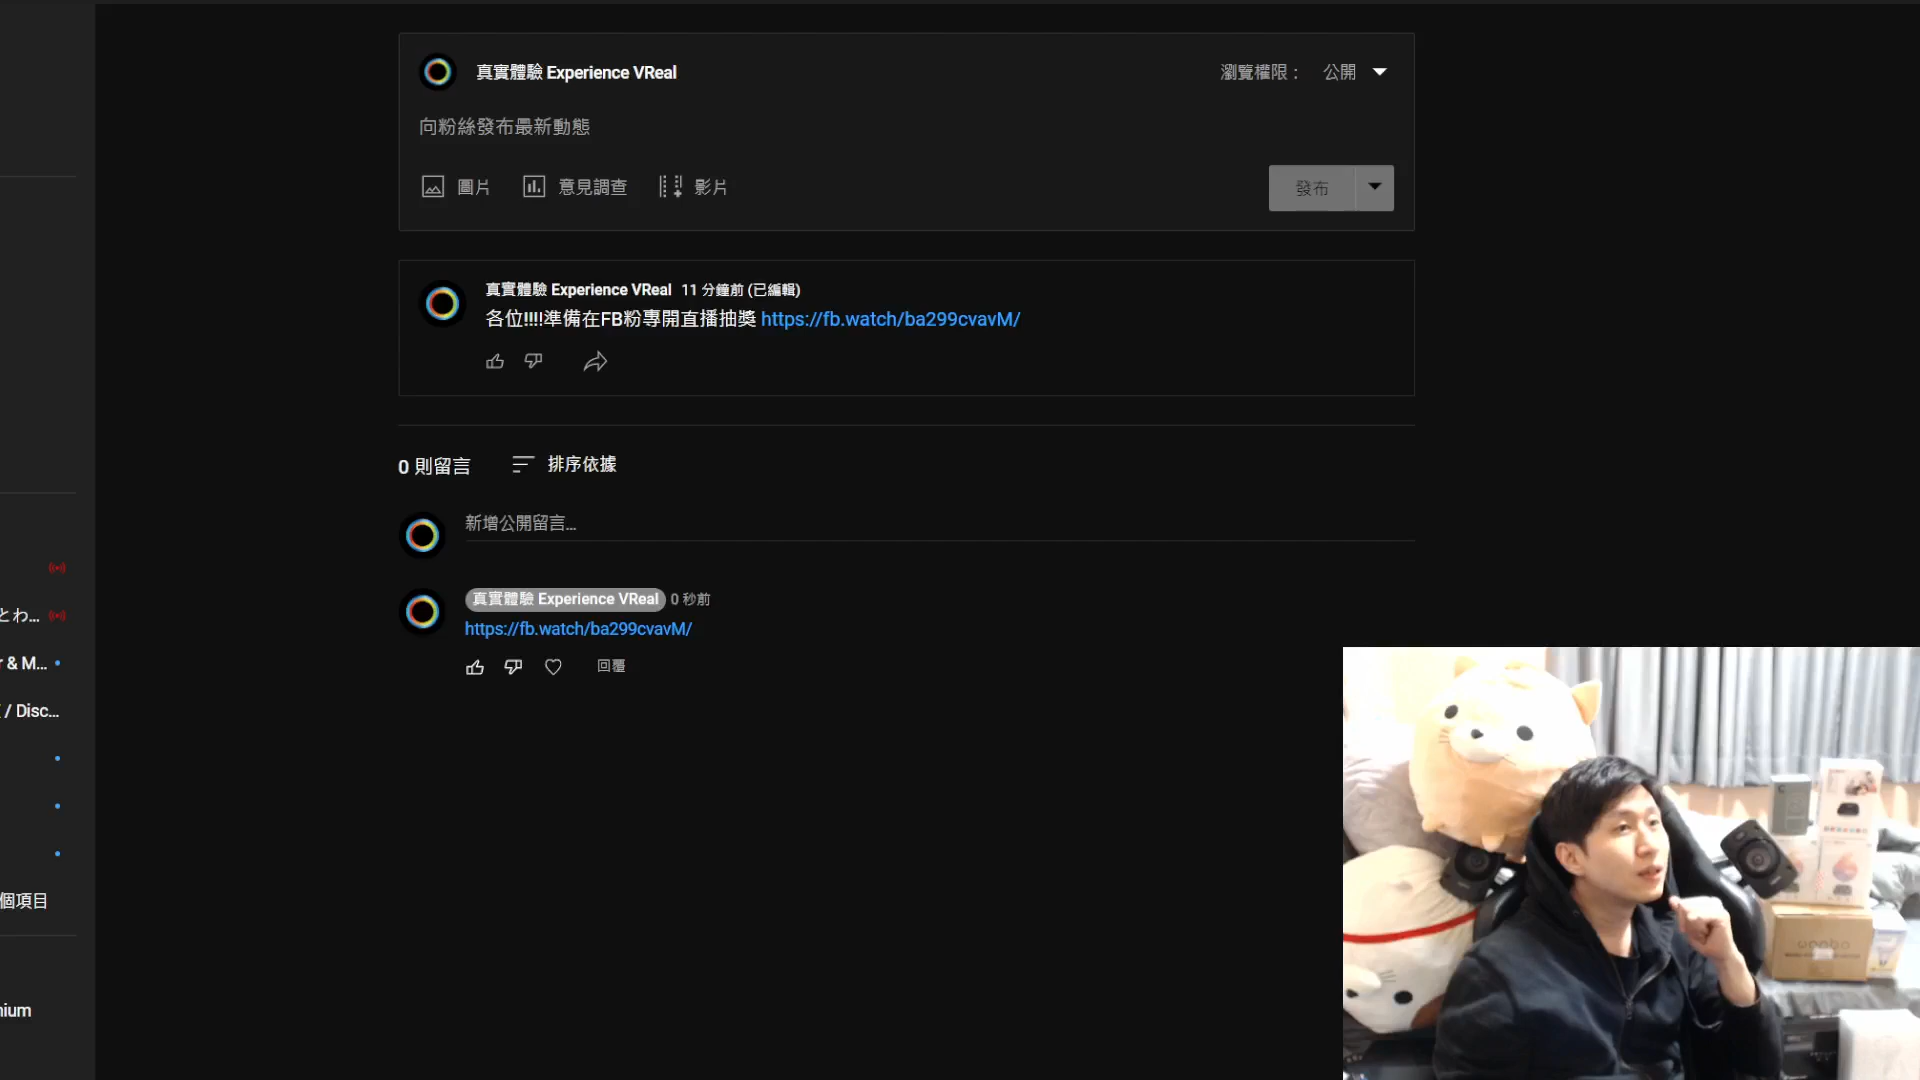 真實體驗 Experience VReal
瀏覽權限： 公開
向粉絲發布最新動態
圖片 意見調查 影片
發布
真實體驗 Experience VReal 11 分鐘前 (已編輯)
各位!!!!準備在FB粉專開直播抽獎 https://fb.watch/ba299cvavM/
0 則留言 排序依據
新增公開留言...
真實體驗 Experience VReal 0 秒前
https://fb.watch/ba299cvavM/
回覆
とわ...
r & M...
/ Disc...
個項目
nium